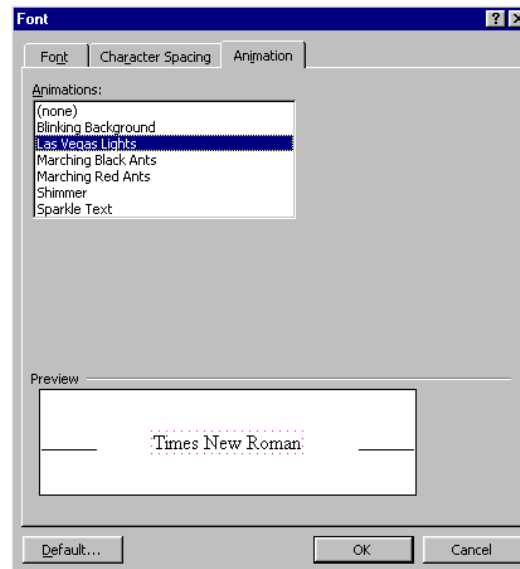 Font
Font Character Spacing Animation
Animations:
(none)
Blinking Background
Las Vegas Lights
Marching Black Ants
Marching Red Ants
Shimmer
Sparkle Text
Preview
Times New Roman
Default... OK Cancel